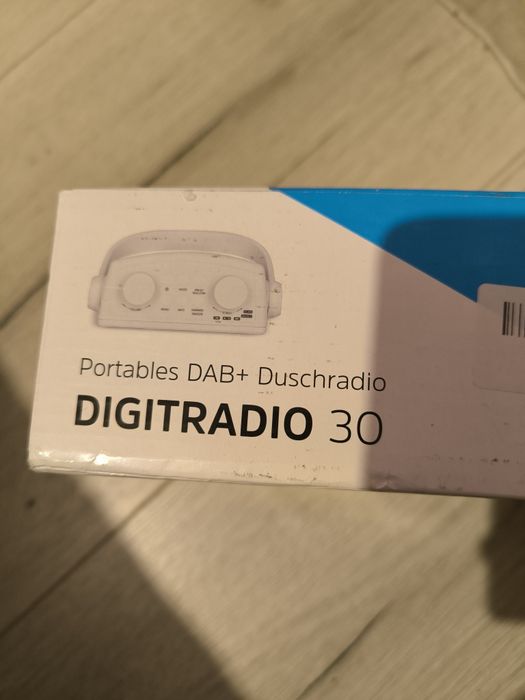 Portables DAB+ Duschradio
DIGITRADIO 30